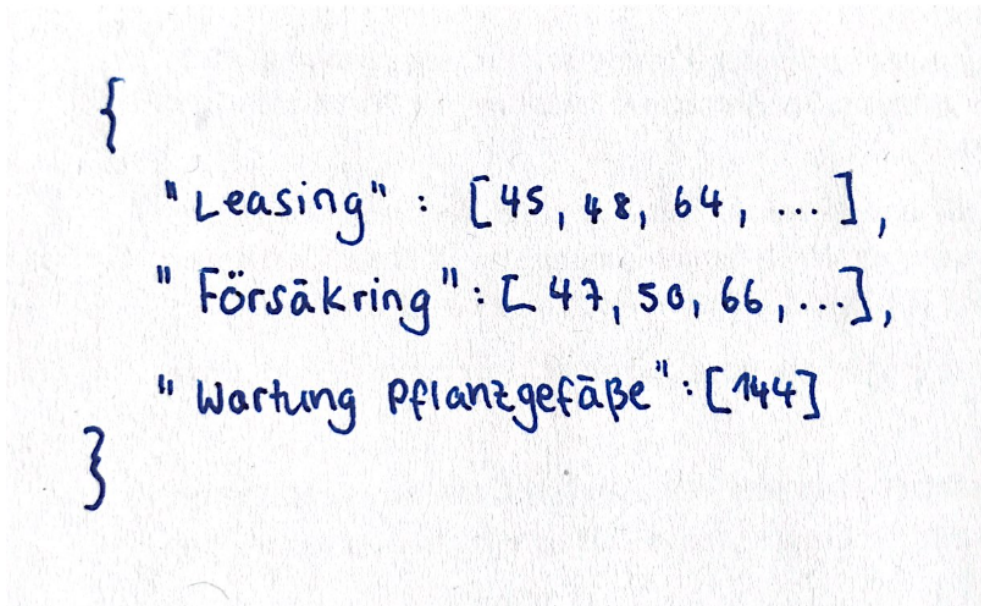 {
"Leasing" : [45, 48, 64, ...],
"Försäkring" : [47, 50, 66, ...],
"Wartung Pflanzgefäße" : [144]
}